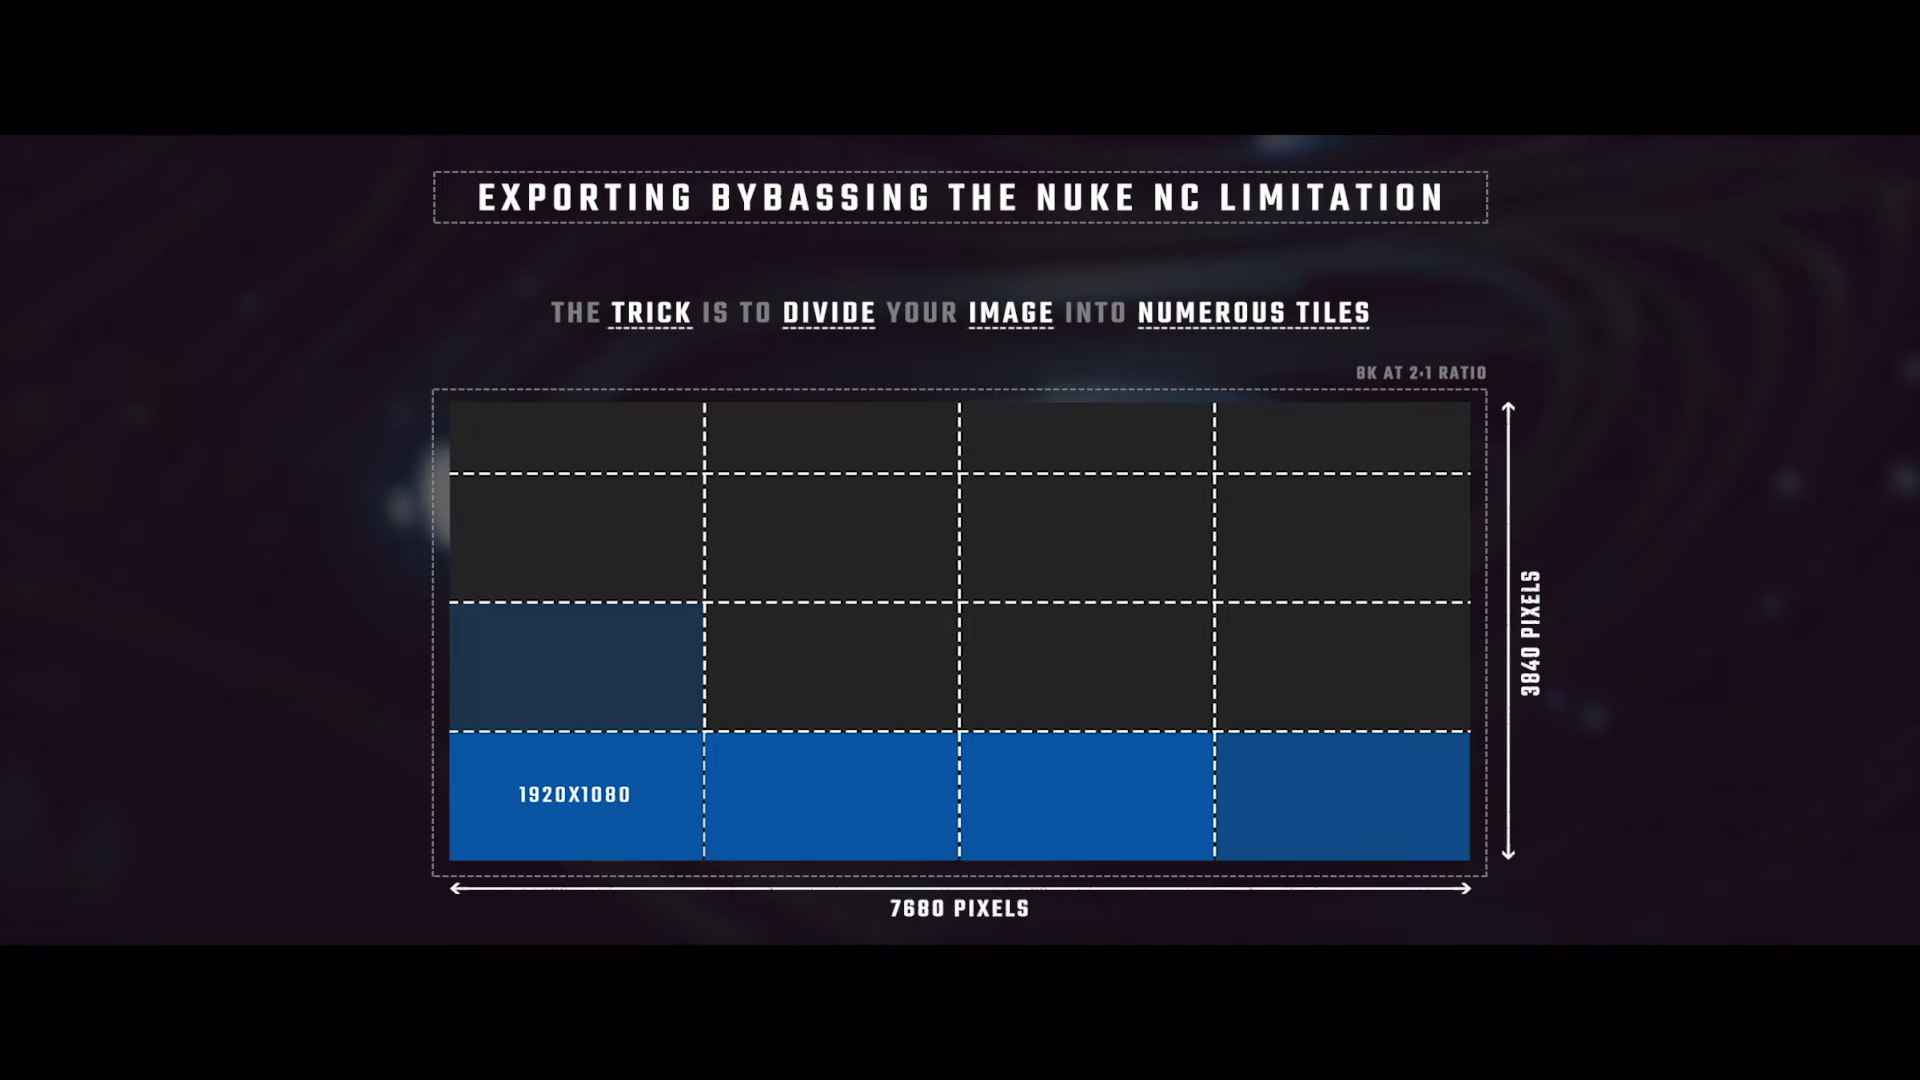 EXPORTING BYBASSING THE NUKE NC LIMITATION
THE TRICK IS TO DIVIDE YOUR IMAGE INTO NUMEROUS TILES
8K AT 2:1 RATIO
3840 PIXELS
1920X1080
7680 PIXELS